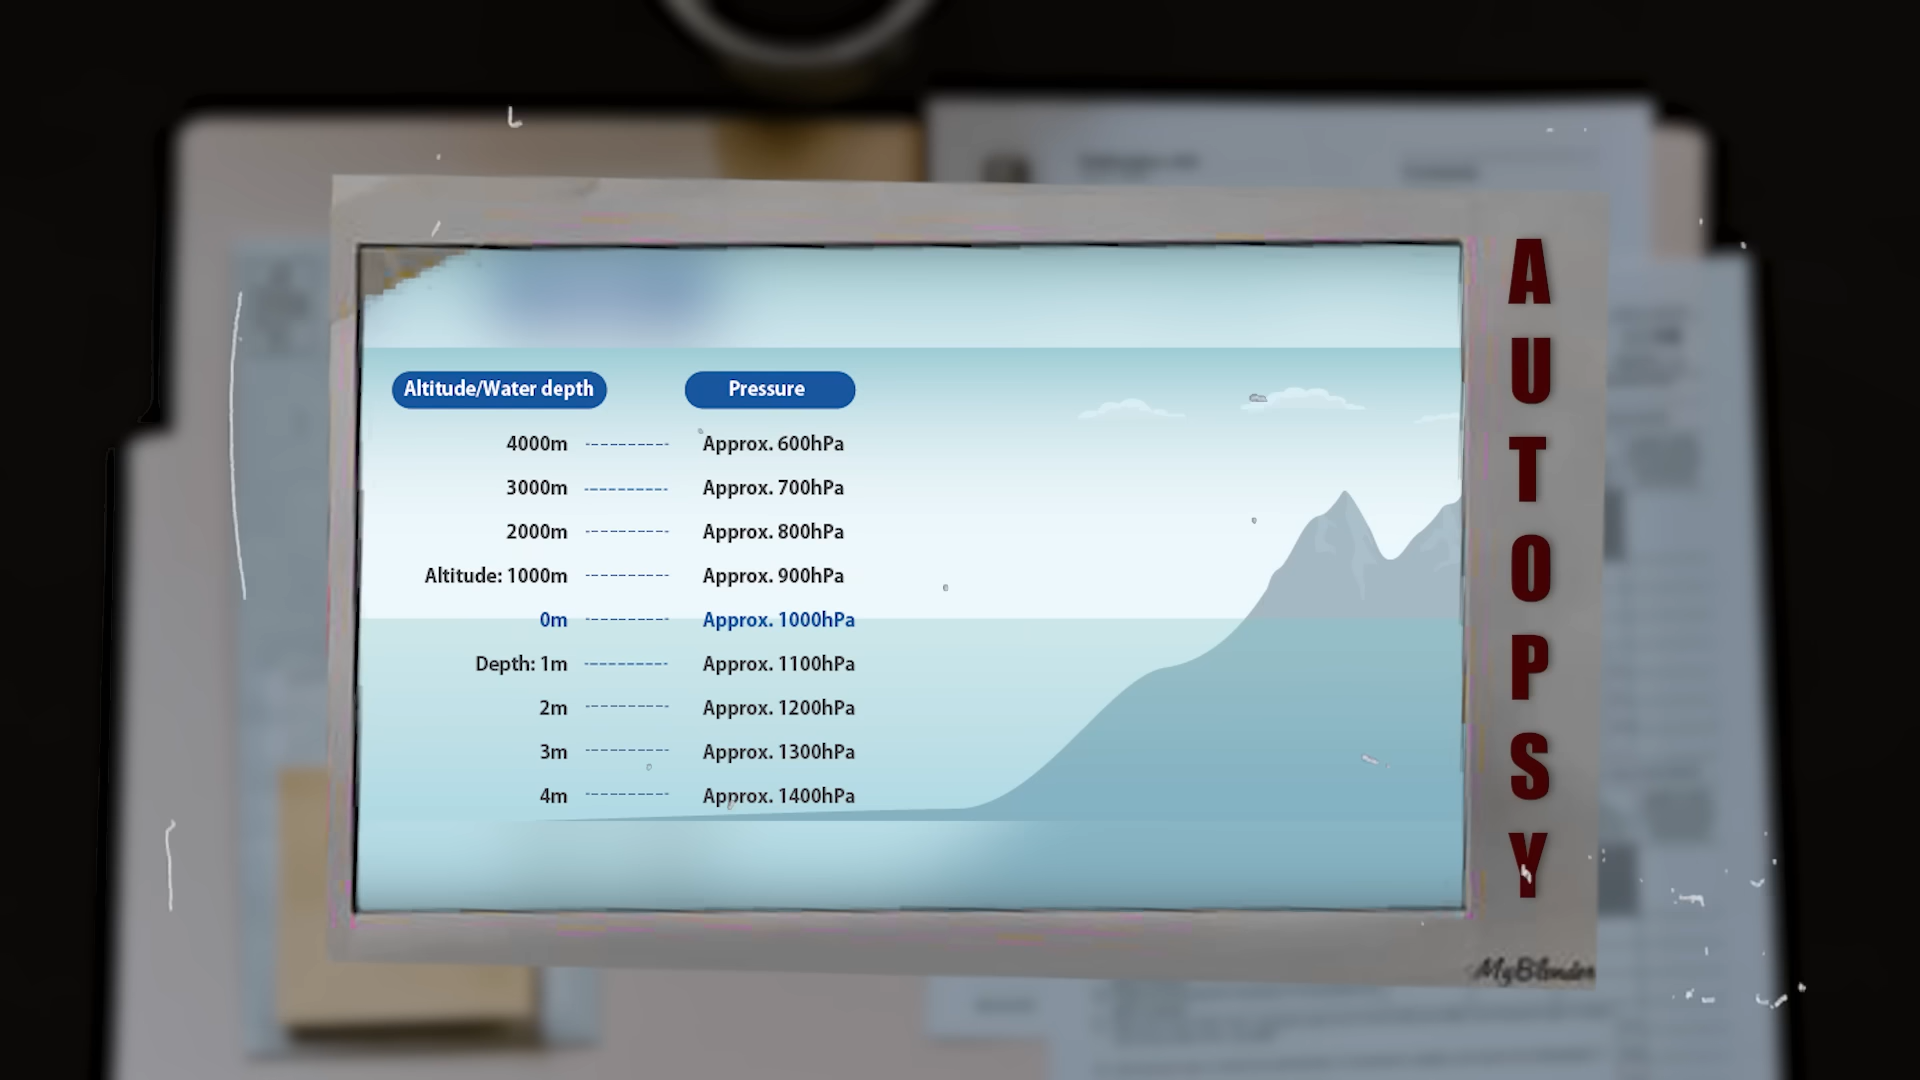 Altitude/Water depth Pressure
4000m Approx. 600hPa
3000m Approx. 700hPa
2000m Approx. 800hPa
Altitude: 1000m Approx. 900hPa
0m Approx. 1000hPa
Depth: 1m Approx. 1100hPa
2m Approx. 1200hPa
3m Approx. 1300hPa
4m Approx. 1400hPa
AUTOPSY
MyBlender